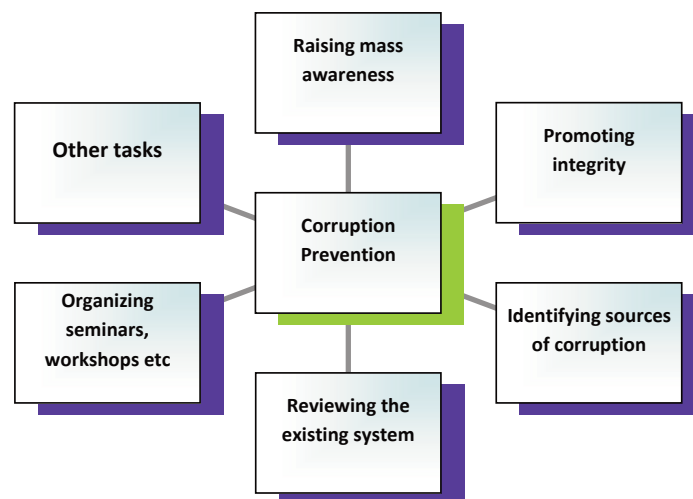 Raising mass
awareness
Other tasks
Promoting
integrity
Corruption
Prevention
Organizing
seminars,
workshops etc
Identifying sources
of corruption
Reviewing the
existing system